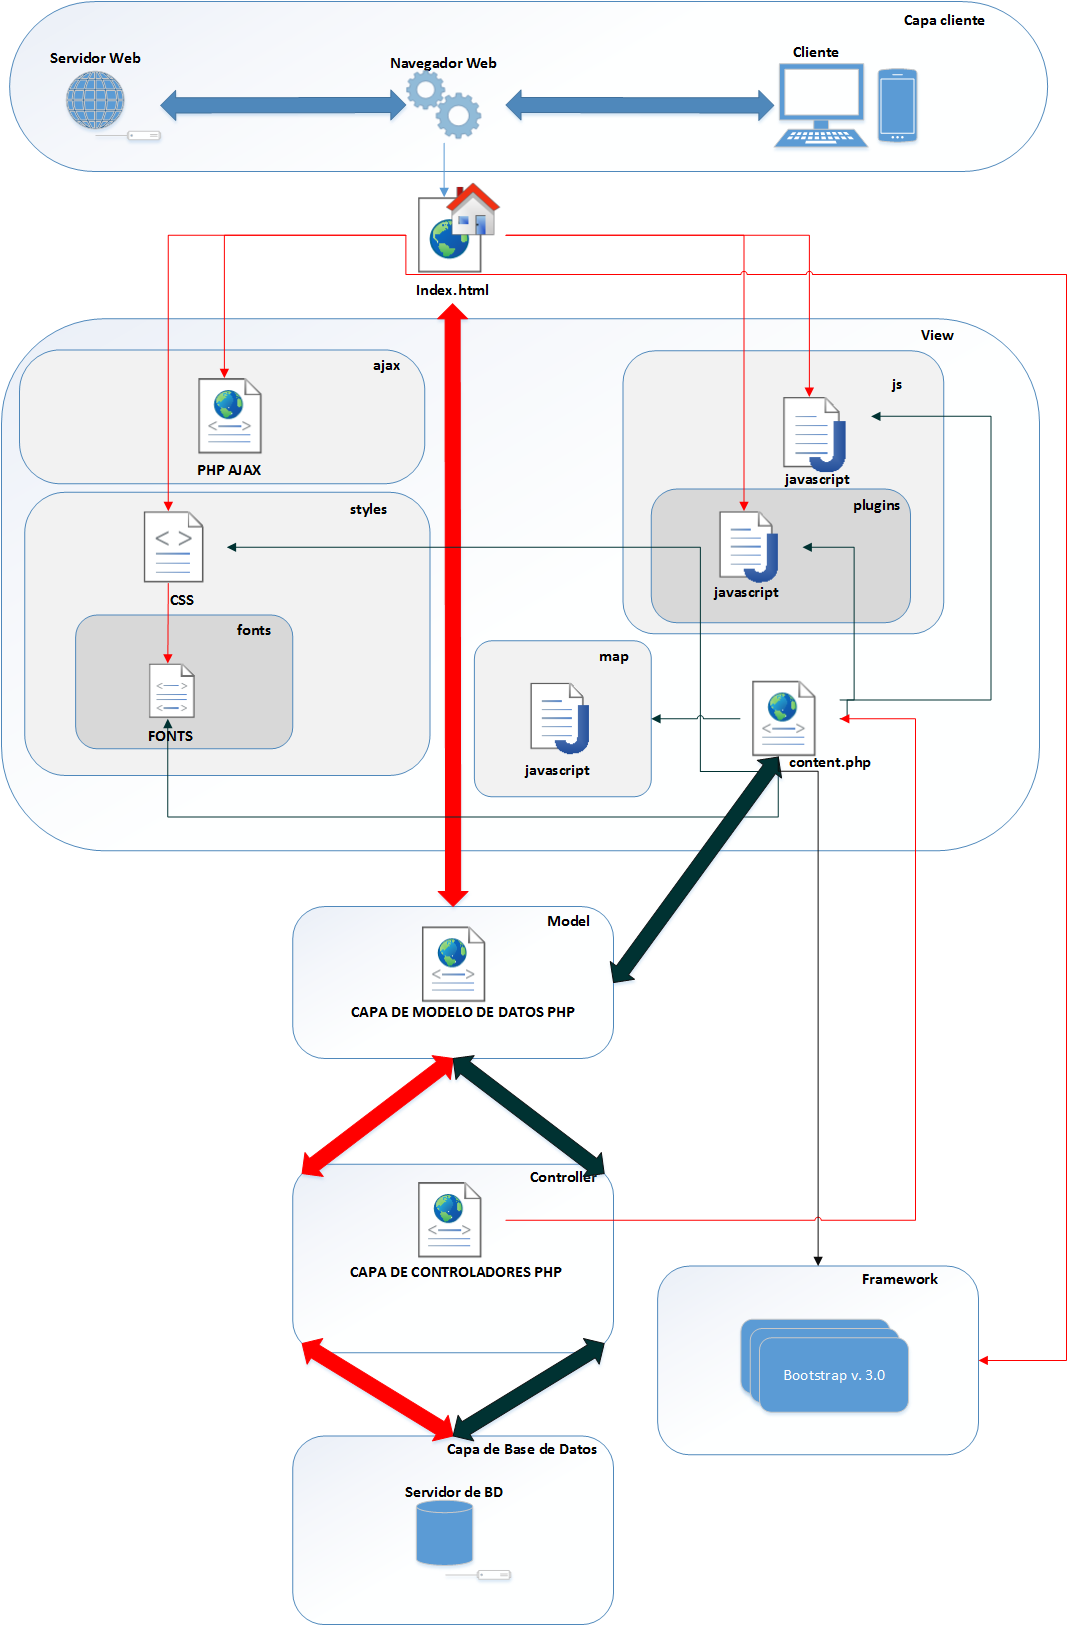 Capa cliente
Servidor Web
Navegador Web
Cliente
Index.html
View
ajax
js
PHP AJAX
javascript
styles
plugins
CSS
javascript
fonts
map
FONTS
javascript
content.php
Model
CAPA DE MODELO DE DATOS PHP
Controller
CAPA DE CONTROLADORES PHP
Framework
Bootstrap v. 3.0
Capa de Base de Datos
Servidor de BD